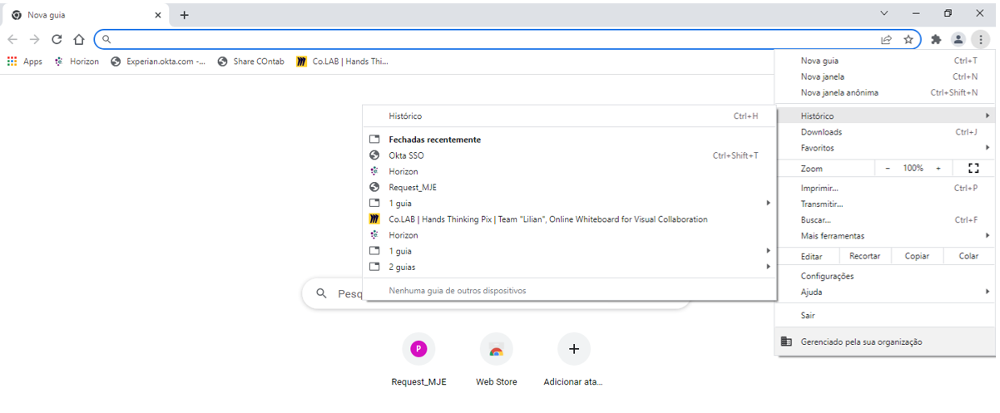 Nova guia
Apps
Horizon
Experian.okta.com -...
Share COntab
Co.LAB | Hands Thi...
Nova guia Ctrl+T
Nova janela Ctrl+N
Nova janela anônima Ctrl+Shift+N
Histórico
Downloads Ctrl+J
Favoritos
Zoom - 100% +
Imprimir... Ctrl+P
Transmitir...
Buscar... Ctrl+F
Mais ferramentas
Editar Recortar Copiar Colar
Configurações
Ajuda
Sair
Gerenciado pela sua organização
Histórico Ctrl+H
Fechadas recentemente
Okta SSO Ctrl+Shift+T
Horizon
Request_MJE
1 guia
Co.LAB | Hands Thinking Pix | Team "Lilian", Online Whiteboard for Visual Collaboration
Horizon
1 guia
2 guias
Nenhuma guia de outros dispositivos
Pesq
P
Request_MJE
Web Store
Adicionar ata...